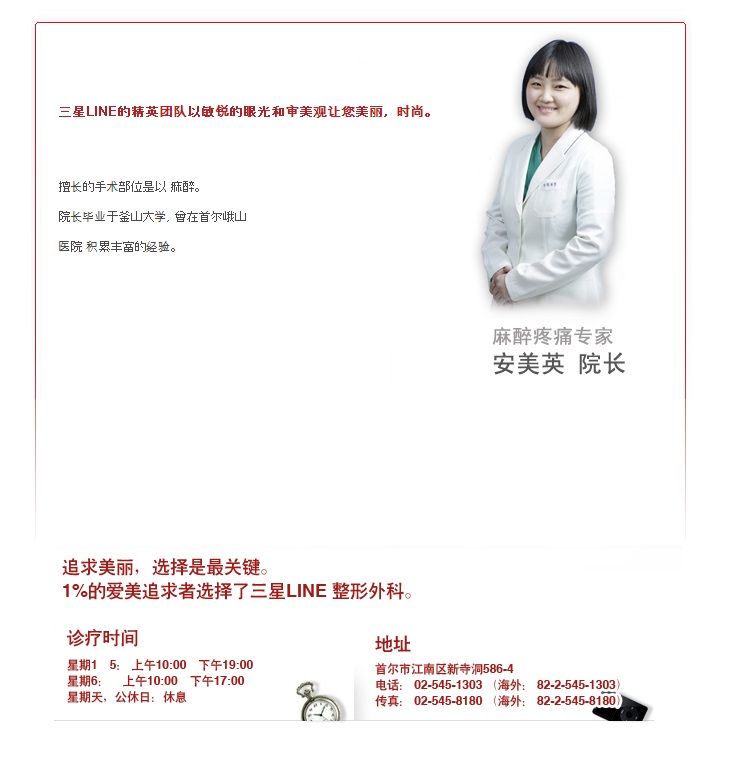 三星LINE的精英团队以敏锐的眼光和审美观让您美丽，时尚。
擅长的手术部位是以 麻醉。
院长毕业于釜山大学, 曾在首尔峨山
医院 积累丰富的经验。
麻醉疼痛专家
安美英 院长
追求美丽，选择是最关键。
1%的爱美追求者选择了三星LINE 整形外科。
诊疗时间
星期1 5： 上午10:00 下午19:00
星期6： 上午10:00 下午17:00
星期天，公休日：休息
地址
首尔市江南区新寺洞586-4
电话： 02-545-1303 （海外： 82-2-545-1303）
传真： 02-545-8180 （海外： 82-2-545-8180）